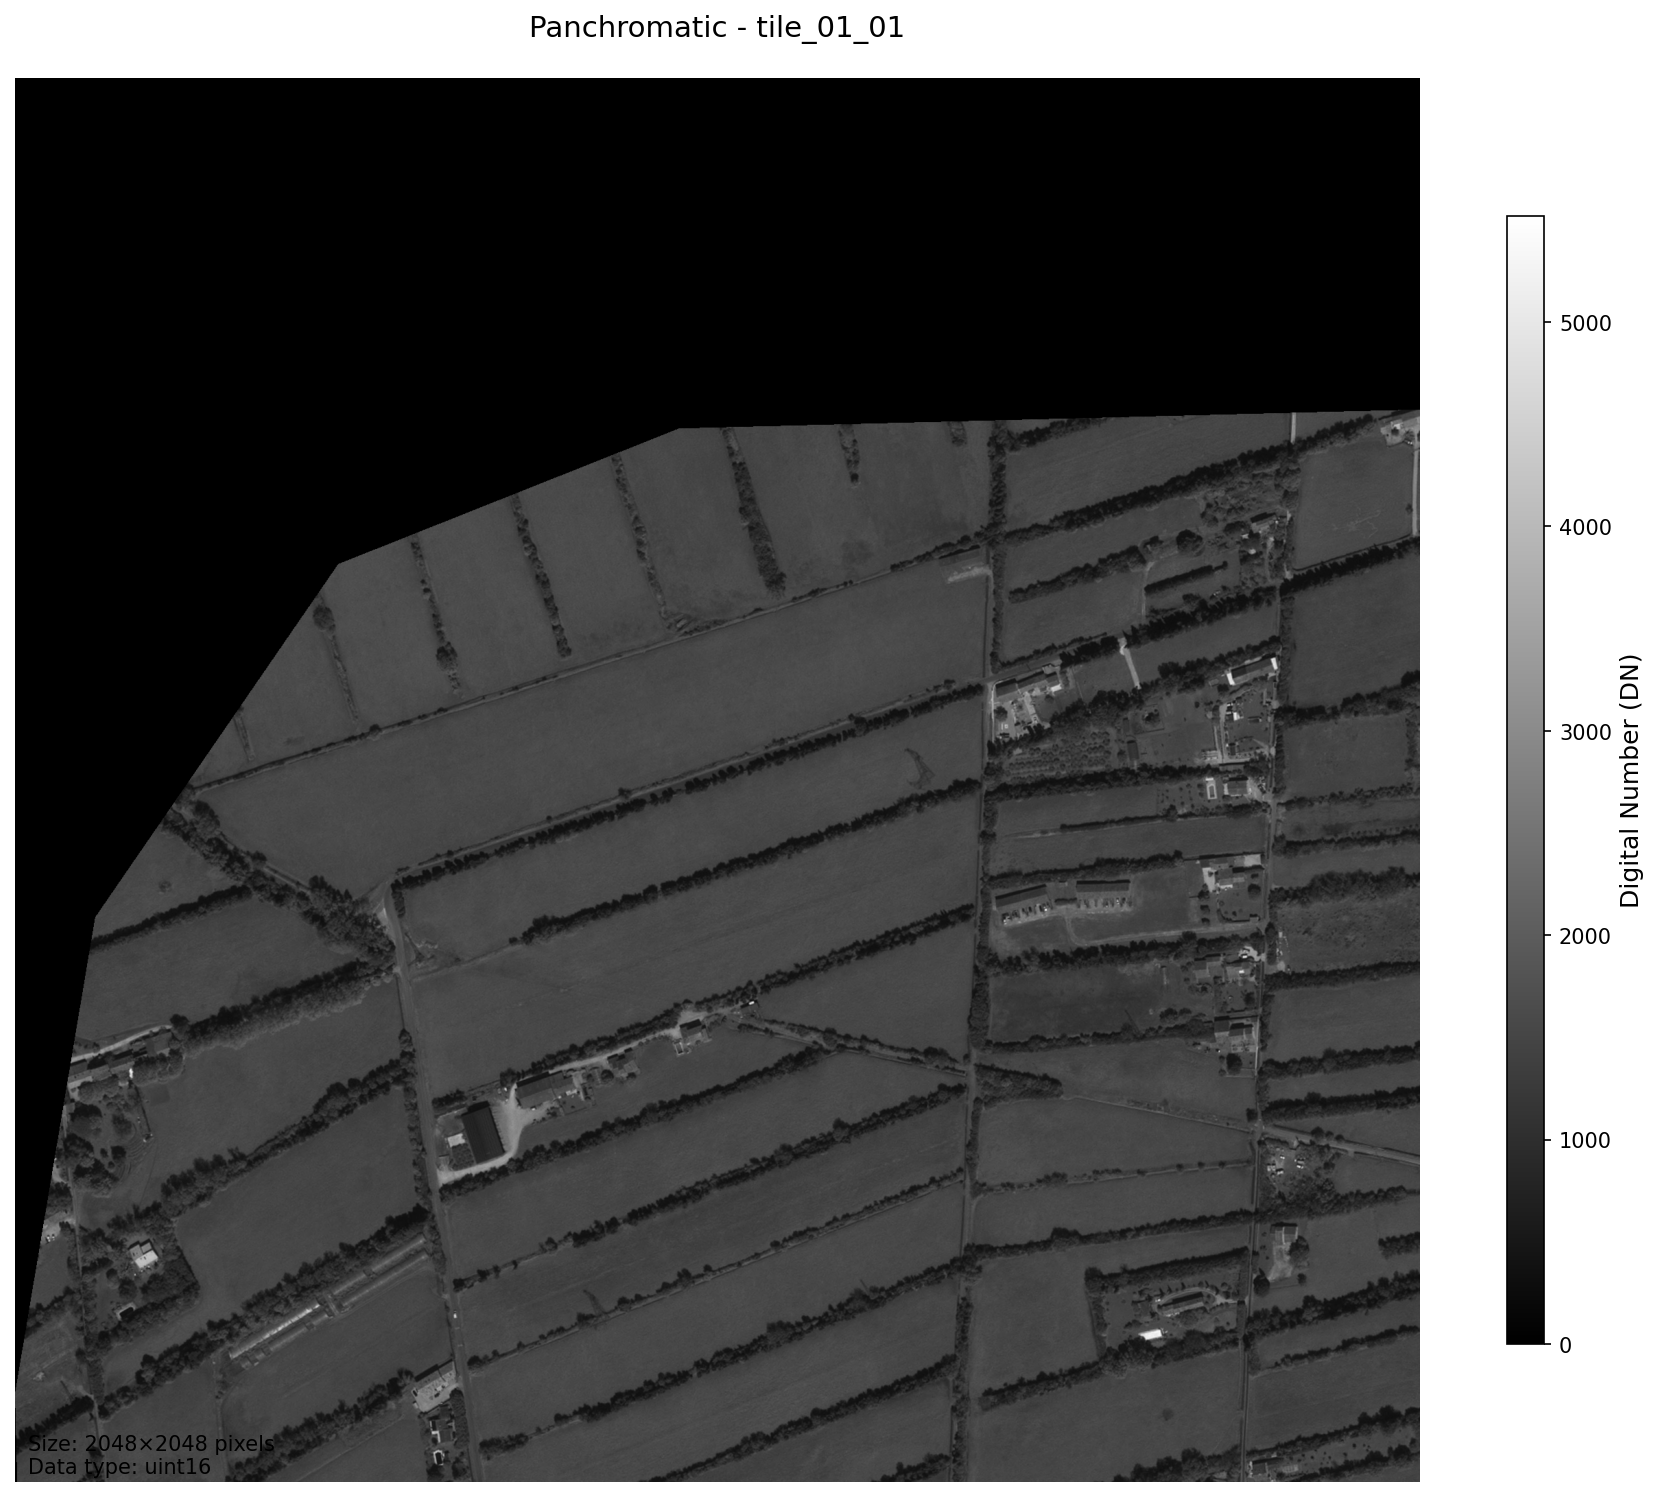 Panchromatic - tile_01_01
5000
4000
3000
2000
1000
0
Digital Number (DN)
Size: 2048×2048 pixels
Data type: uint16